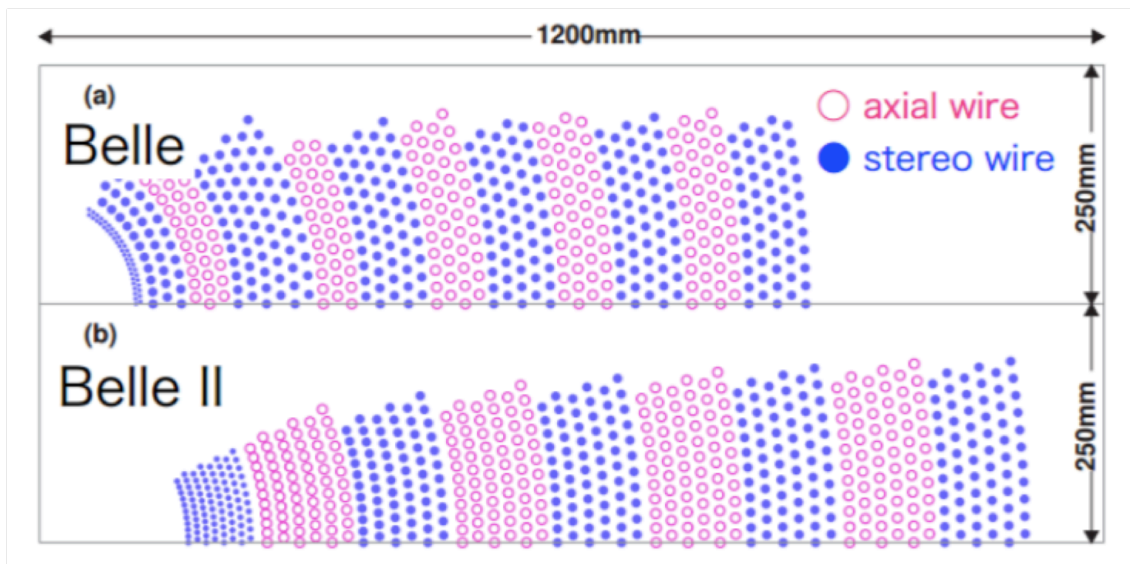 1200mm
(a)
Belle
axial wire
stereo wire
250mm
(b)
Belle II
250mm